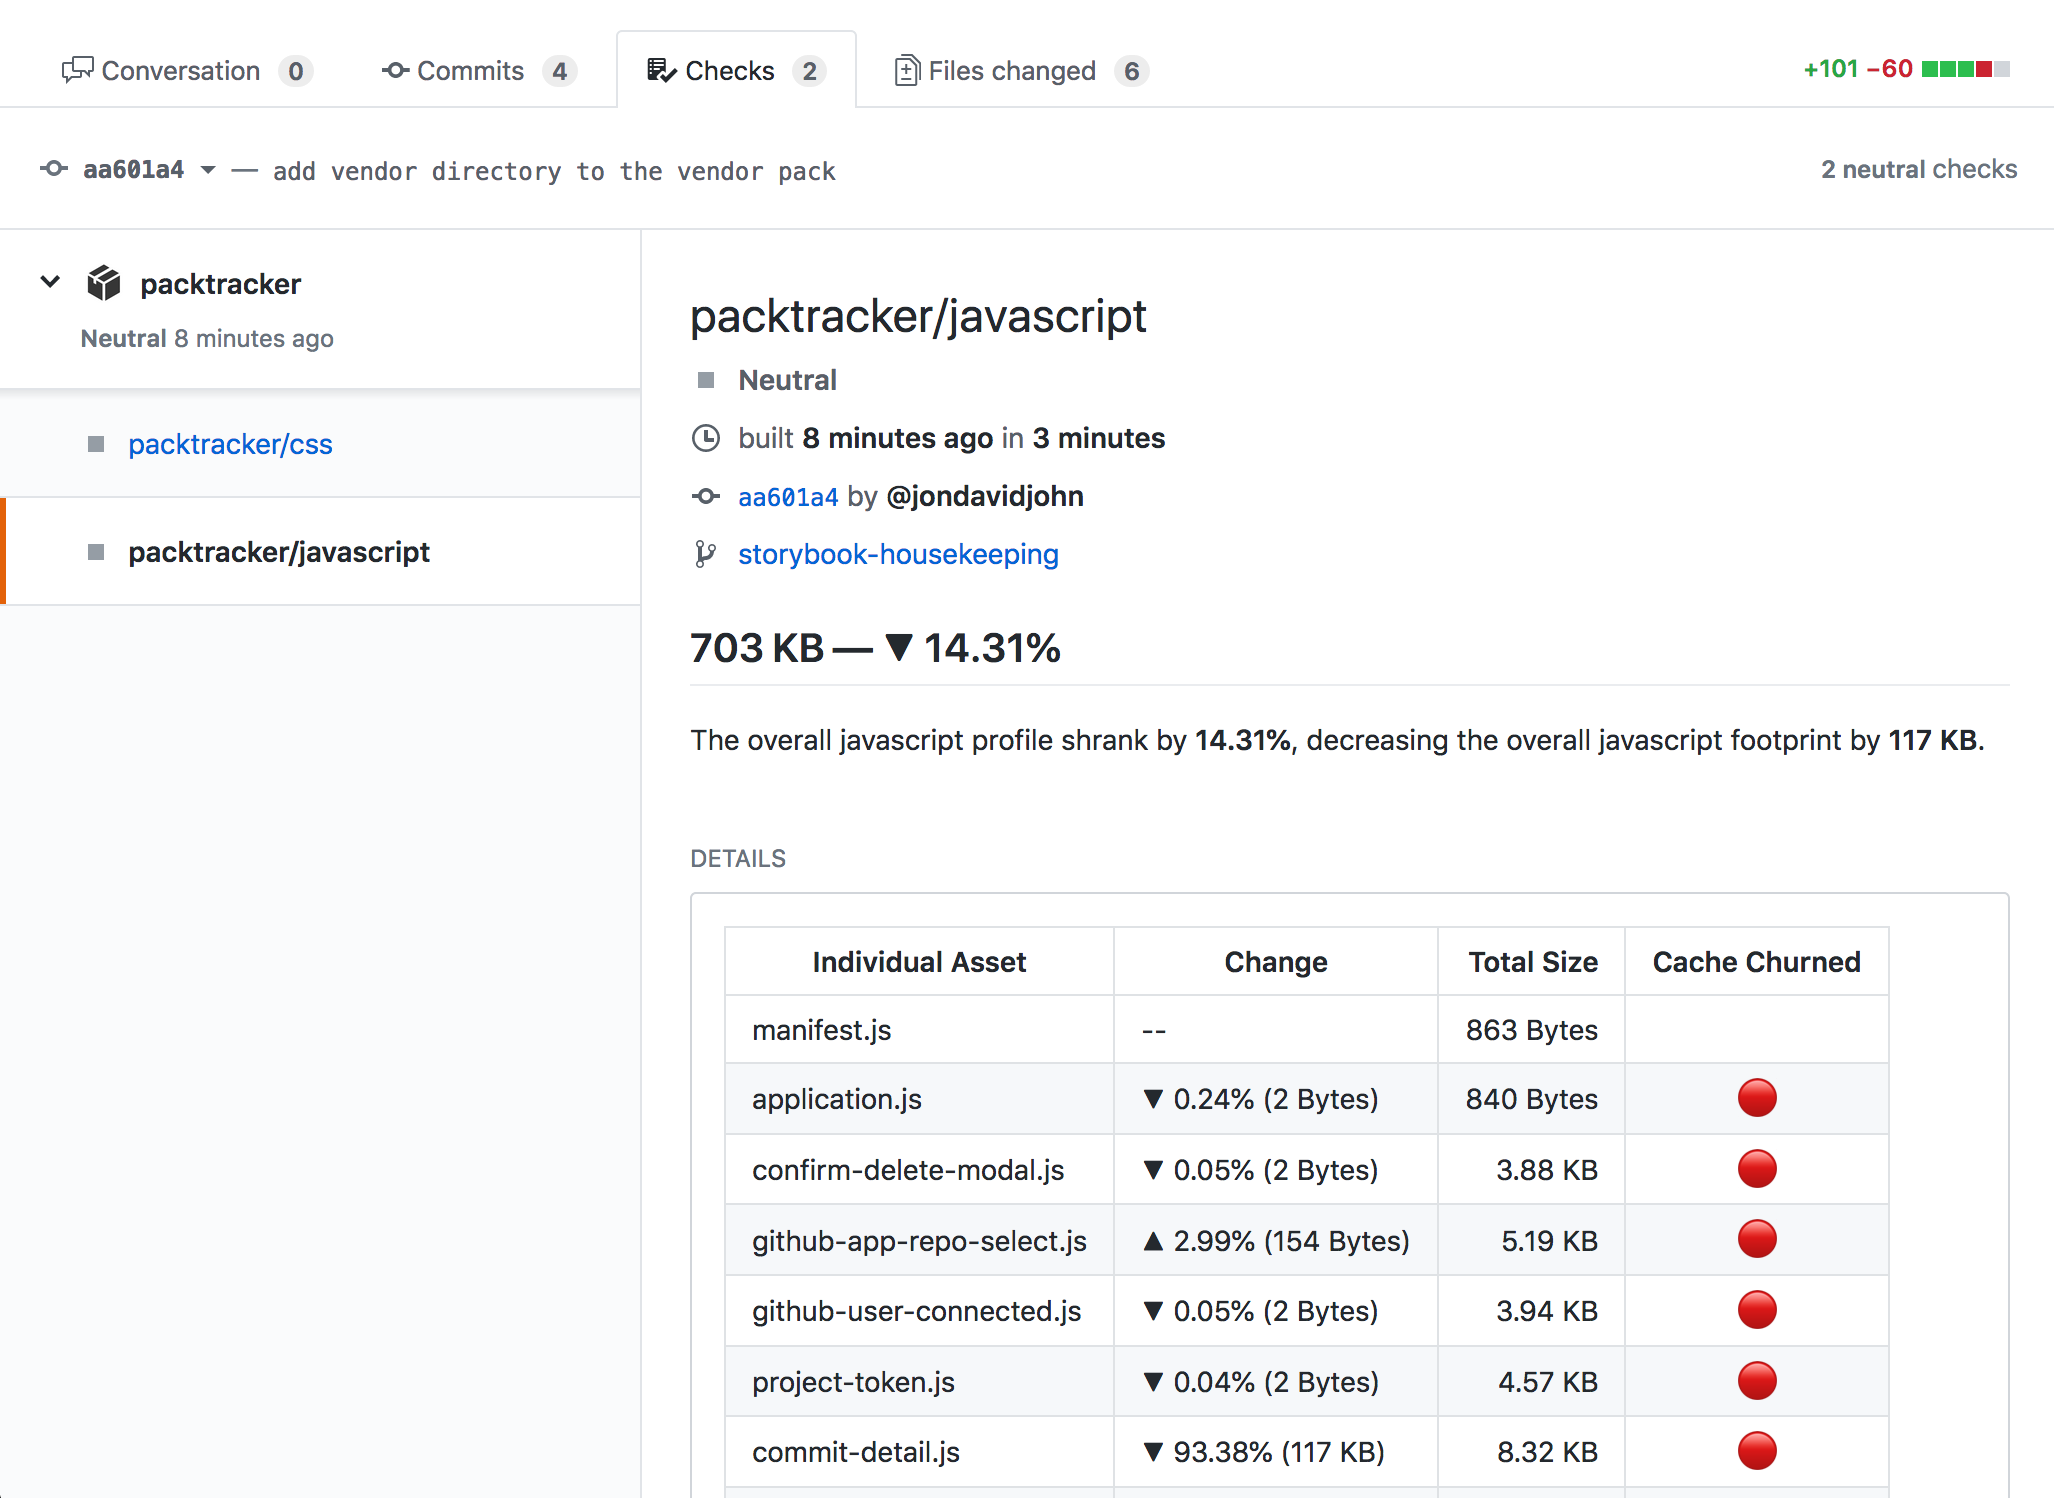 Conversation 0 Commits 4 Checks 2 Files changed 6 +101 −60
aa601a4 — add vendor directory to the vendor pack 2 neutral checks
packtracker
Neutral 8 minutes ago
packtracker/css
packtracker/javascript
packtracker/javascript
Neutral
built 8 minutes ago in 3 minutes
aa601a4 by @jondavidjohn
storybook-housekeeping
703 KB — ▼ 14.31%
The overall javascript profile shrank by 14.31%, decreasing the overall javascript footprint by 117 KB.
DETAILS
Individual Asset Change Total Size Cache Churned
manifest.js -- 863 Bytes
application.js ▼ 0.24% (2 Bytes) 840 Bytes
confirm-delete-modal.js ▼ 0.05% (2 Bytes) 3.88 KB
github-app-repo-select.js ▲ 2.99% (154 Bytes) 5.19 KB
github-user-connected.js ▼ 0.05% (2 Bytes) 3.94 KB
project-token.js ▼ 0.04% (2 Bytes) 4.57 KB
commit-detail.js ▼ 93.38% (117 KB) 8.32 KB